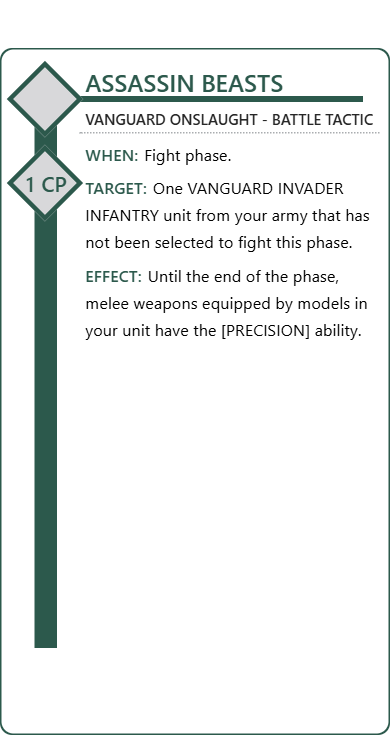 ASSASSIN BEASTS
VANGUARD ONSLAUGHT - BATTLE TACTIC
WHEN: Fight phase.
1 CP
TARGET: One VANGUARD INVADER
INFANTRY unit from your army that has
not been selected to fight this phase.
EFFECT: Until the end of the phase,
melee weapons equipped by models in
your unit have the [PRECISION] ability.